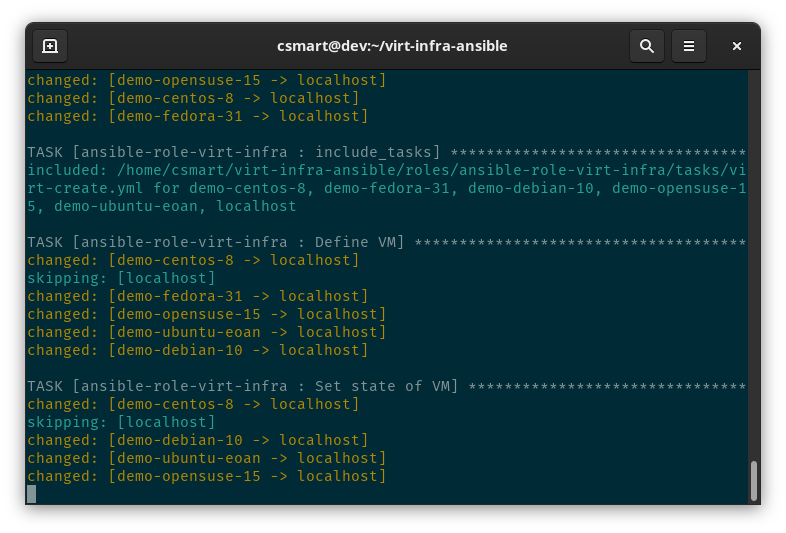 csmart@dev:~/virt-infra-ansible
changed: [demo-opensuse-15 -> localhost]
changed: [demo-centos-8 -> localhost]
changed: [demo-fedora-31 -> localhost]
TASK [ansible-role-virt-infra : include_tasks] *********************************
included: /home/csmart/virt-infra-ansible/roles/ansible-role-virt-infra/tasks/vi
rt-create.yml for demo-centos-8, demo-fedora-31, demo-debian-10, demo-opensuse-1
5, demo-ubuntu-eoan, localhost
TASK [ansible-role-virt-infra : Define VM] *************************************
changed: [demo-centos-8 -> localhost]
skipping: [localhost]
changed: [demo-fedora-31 -> localhost]
changed: [demo-opensuse-15 -> localhost]
changed: [demo-ubuntu-eoan -> localhost]
changed: [demo-debian-10 -> localhost]
TASK [ansible-role-virt-infra : Set state of VM] *******************************
changed: [demo-centos-8 -> localhost]
skipping: [localhost]
changed: [demo-debian-10 -> localhost]
changed: [demo-ubuntu-eoan -> localhost]
changed: [demo-opensuse-15 -> localhost]